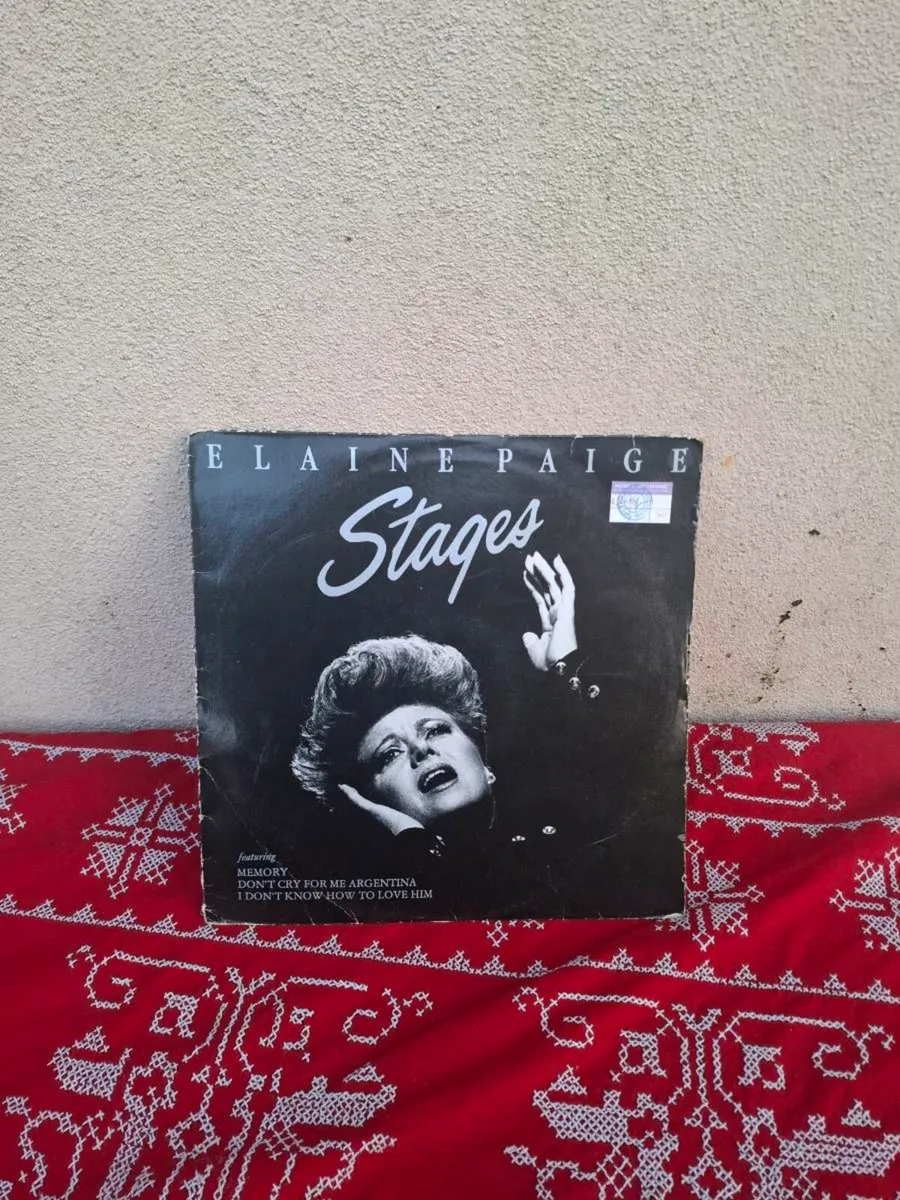 ELAINE PAIGE
Stages
featuring
MEMORY
DON'T CRY FOR ME ARGENTINA
I DON'T KNOW HOW TO LOVE HIM